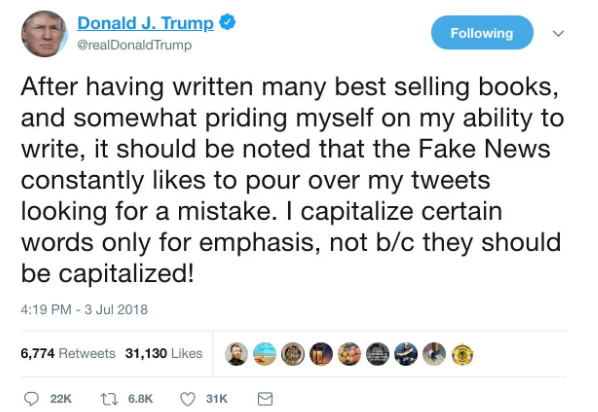 Donald J. Trump
@realDonaldTrump
Following
After having written many best selling books,
and somewhat priding myself on my ability to
write, it should be noted that the Fake News
constantly likes to pour over my tweets
looking for a mistake. I capitalize certain
words only for emphasis, not b/c they should
be capitalized!
4:19 PM - 3 Jul 2018
6,774 Retweets 31,130 Likes
22K 6.8K 31K